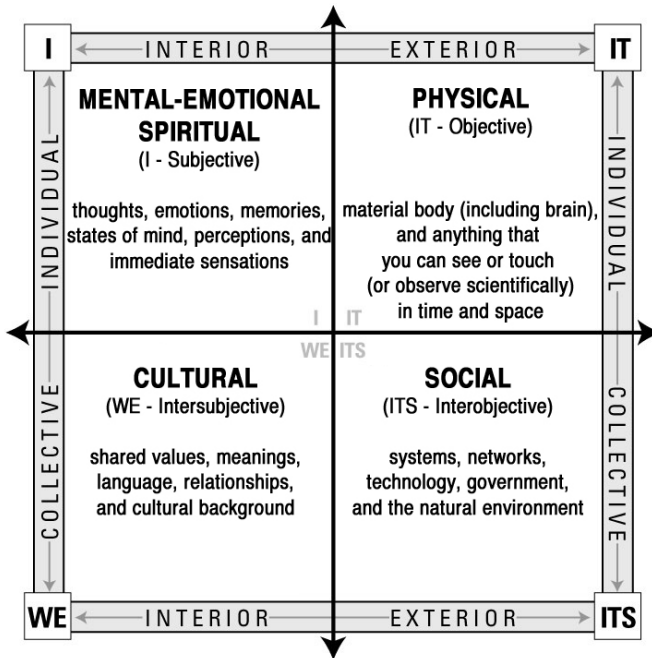 I INTERIOR EXTERIOR IT
MENTAL-EMOTIONAL
SPIRITUAL
(I - Subjective)
thoughts, emotions, memories,
states of mind, perceptions, and
immediate sensations
PHYSICAL
(IT - Objective)
material body (including brain),
and anything that
you can see or touch
(or observe scientifically)
in time and space
INDIVIDUAL
INDIVIDUAL
I IT
WE ITS
CULTURAL
(WE - Intersubjective)
shared values, meanings,
language, relationships,
and cultural background
SOCIAL
(ITS - Interobjective)
systems, networks,
technology, government,
and the natural environment
COLLECTIVE
COLLECTIVE
WE INTERIOR EXTERIOR ITS